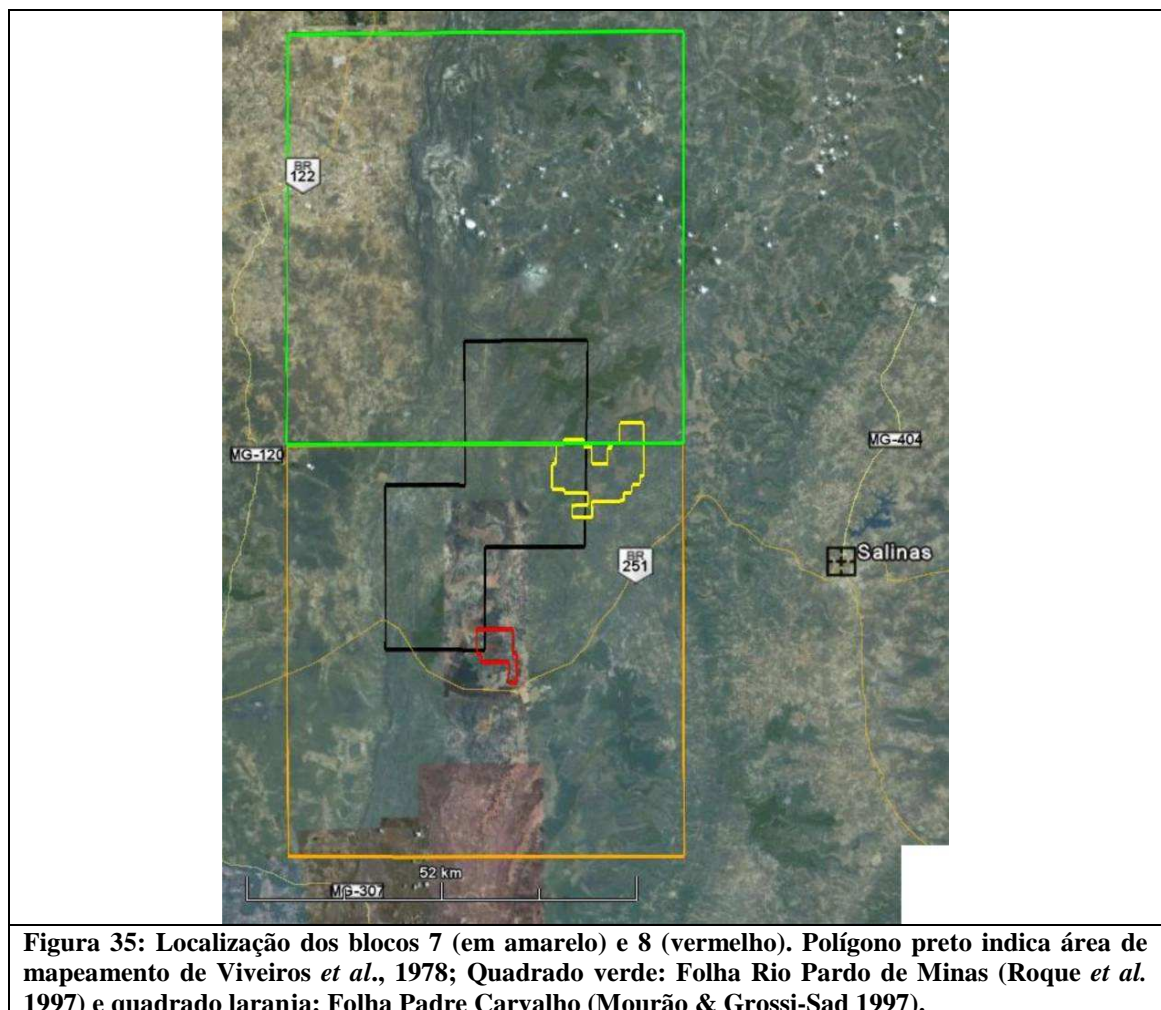 BR
122
MG-120
MG-404
Salinas
BR
251
52 km
MG-307
Figura 35: Localização dos blocos 7 (em amarelo) e 8 (vermelho). Polígono preto indica área de
mapeamento de Viveiros et al., 1978; Quadrado verde: Folha Rio Pardo de Minas (Roque et al.
1997) e quadrado laranja: Folha Padre Carvalho (Mourão & Grossi-Sad 1997).